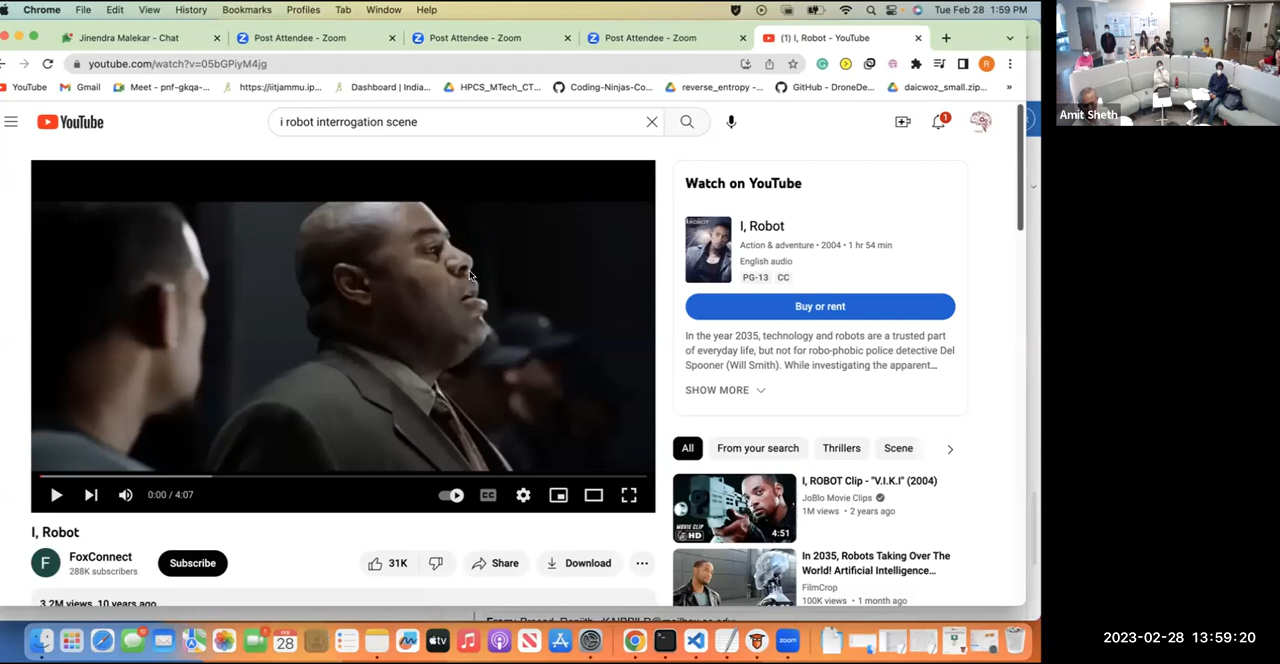 Chrome File Edit View History Bookmarks Profiles Tab Window Help Tue Feb 28 1:59 PM
Jinendra Malekar - Chat Post Attendee - Zoom Post Attendee - Zoom Post Attendee - Zoom (1) I, Robot - YouTube
youtube.com/watch?v=05bGPiyM4jg
YouTube Gmail Meet - pnf-gkqa-... https://iitjammu.ip... Dashboard | India... HPCS_MTech_CT... Coding-Ninjas-Co... reverse_entropy -... GitHub - DroneDe... daicwoz_small.zip... »
YouTube i robot interrogation scene 1
Watch on YouTube
I, Robot
Action & adventure • 2004 • 1 hr 54 min
English audio
PG-13 CC
Buy or rent
In the year 2035, technology and robots are a trusted part
of everyday life, but not for robo-phobic police detective Del
Spooner (Will Smith). While investigating the apparent...
SHOW MORE
All From your search Thrillers Scene
0:00 / 4:07
I, ROBOT Clip - "V.I.K.I" (2004)
JoBlo Movie Clips
1M views • 2 years ago
MOVIE CLIP HD 4:51
I, Robot
FoxConnect
288K subscribers
Subscribe 31K Share Download
In 2035, Robots Taking Over The
World! Artificial Intelligence...
FilmCrop
100K views • 1 month ago
3.2M views 10 years ago
Amit Sheth
2023-02-28 13:59:20